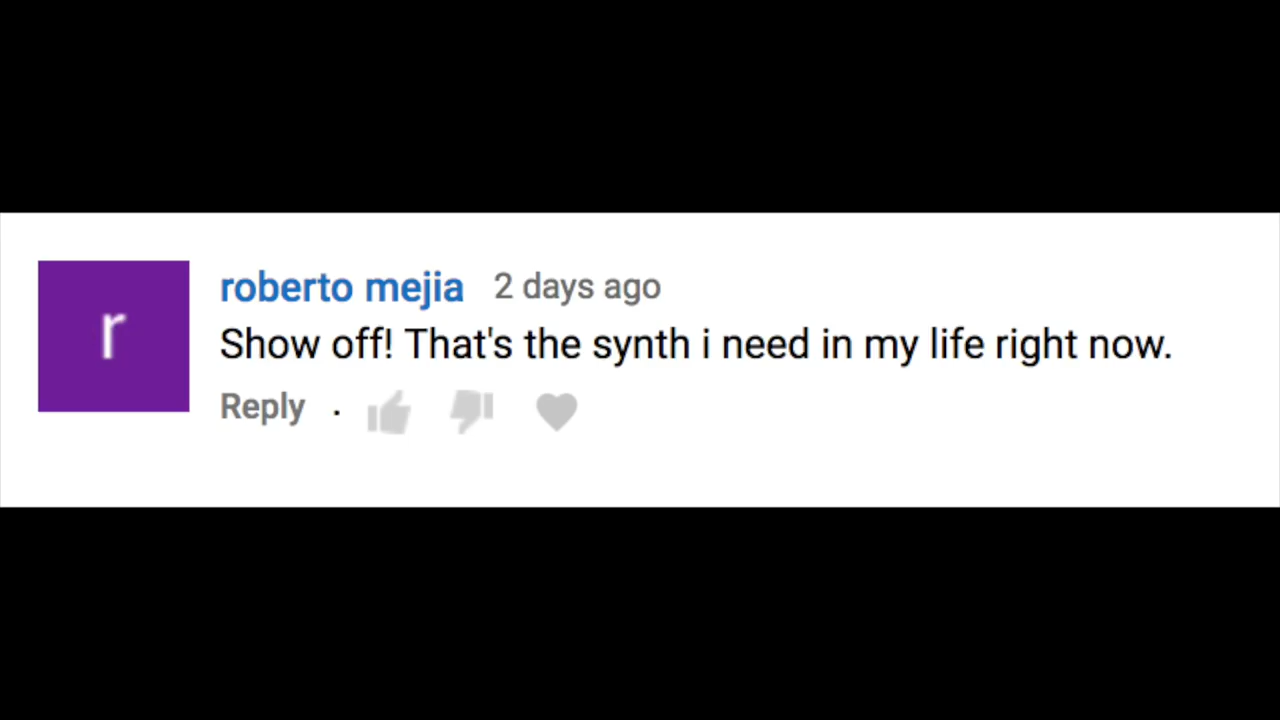 r
roberto mejia 2 days ago
Show off! That's the synth i need in my life right now.
Reply .